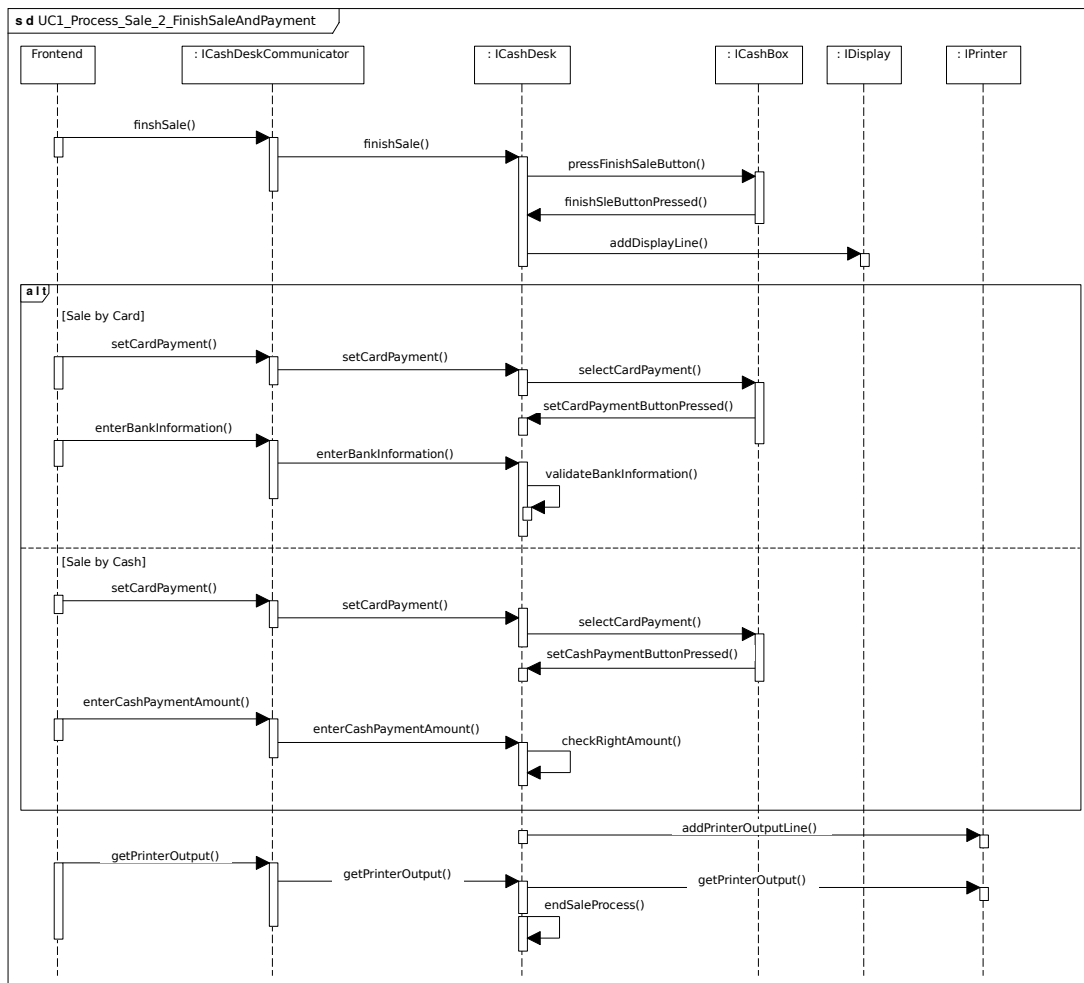 s d UC1_Process_Sale_2_FinishSaleAndPayment
Frontend
: ICashDeskCommunicator
: ICashDesk
: ICashBox
: IDisplay
: IPrinter
finshSale()
finishSale()
pressFinishSaleButton()
finishSleButtonPressed()
addDisplayLine()
alt
[Sale by Card]
setCardPayment()
setCardPayment()
selectCardPayment()
setCardPaymentButtonPressed()
enterBankInformation()
enterBankInformation()
validateBankInformation()
[Sale by Cash]
setCardPayment()
setCardPayment()
selectCardPayment()
setCashPaymentButtonPressed()
enterCashPaymentAmount()
enterCashPaymentAmount()
checkRightAmount()
addPrinterOutputLine()
getPrinterOutput()
getPrinterOutput()
getPrinterOutput()
endSaleProcess()